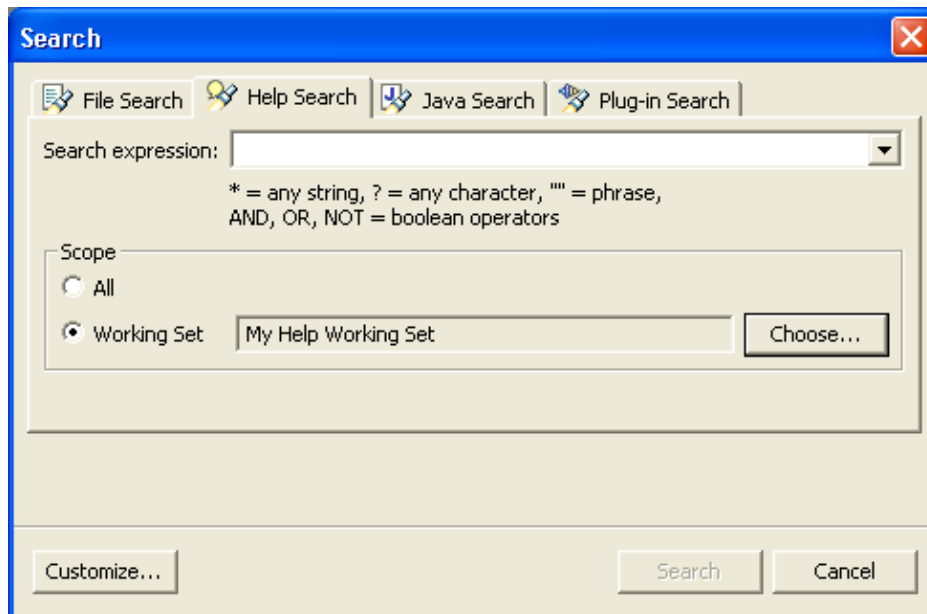 Search
File Search Help Search Java Search Plug-in Search
Search expression:
* = any string, ? = any character, "" = phrase,
AND, OR, NOT = boolean operators
Scope
All
Working Set My Help Working Set Choose...
Customize... Search Cancel